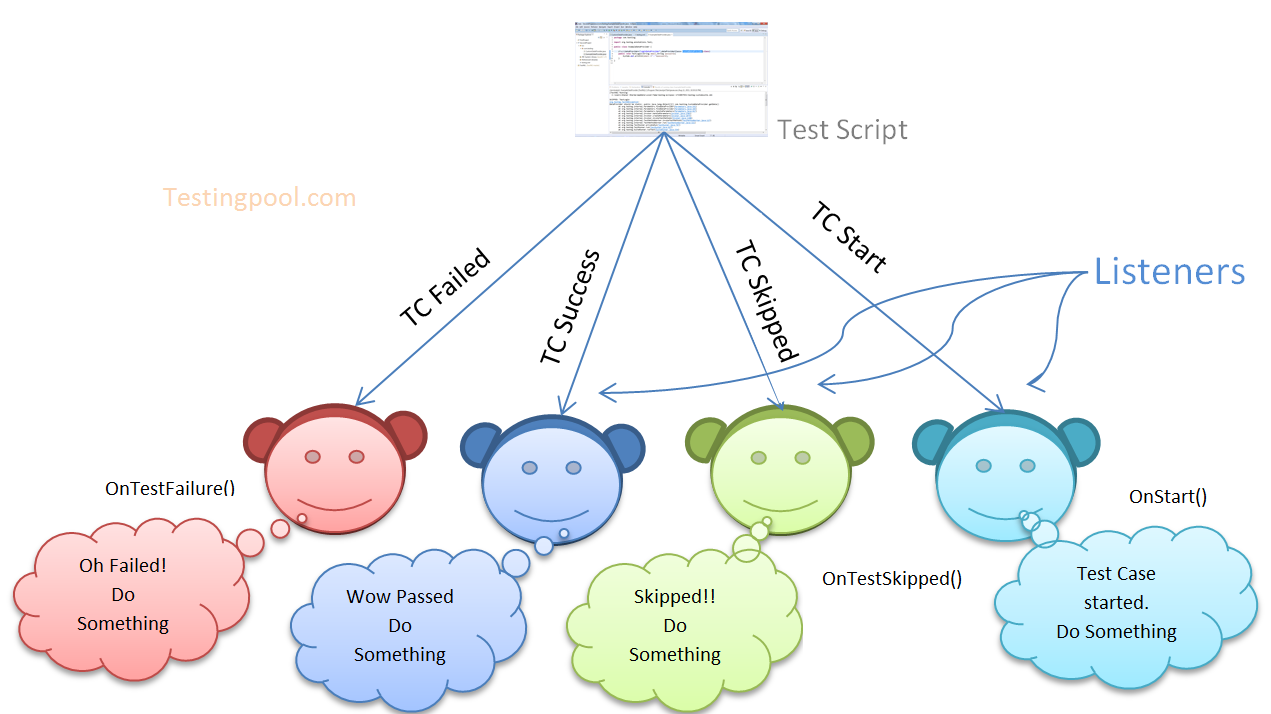 Test Script
Testingpool.com
TC Failed
TC Success
TC Skipped
TC Start
Listeners
OnTestFailure()
OnStart()
OnTestSkipped()
Oh Failed!
Do
Something
Wow Passed
Do
Something
Skipped!!
Do
Something
Test Case
started.
Do Something